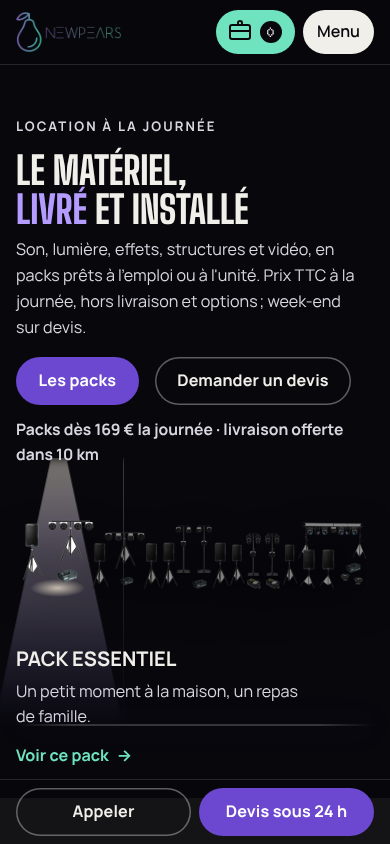 NEWPEARS
0
Menu
LOCATION À LA JOURNÉE
LE MATÉRIEL,
LIVRÉ ET INSTALLÉ
Son, lumière, effets, structures et vidéo, en
packs prêts à l'emploi ou à l'unité. Prix TTC à la
journée, hors livraison et options ; week-end
sur devis.
Les packs
Demander un devis
Packs dès 169 € la journée · livraison offerte
dans 10 km
PACK ESSENTIEL
Un petit moment à la maison, un repas
de famille.
Voir ce pack →
Appeler
Devis sous 24 h